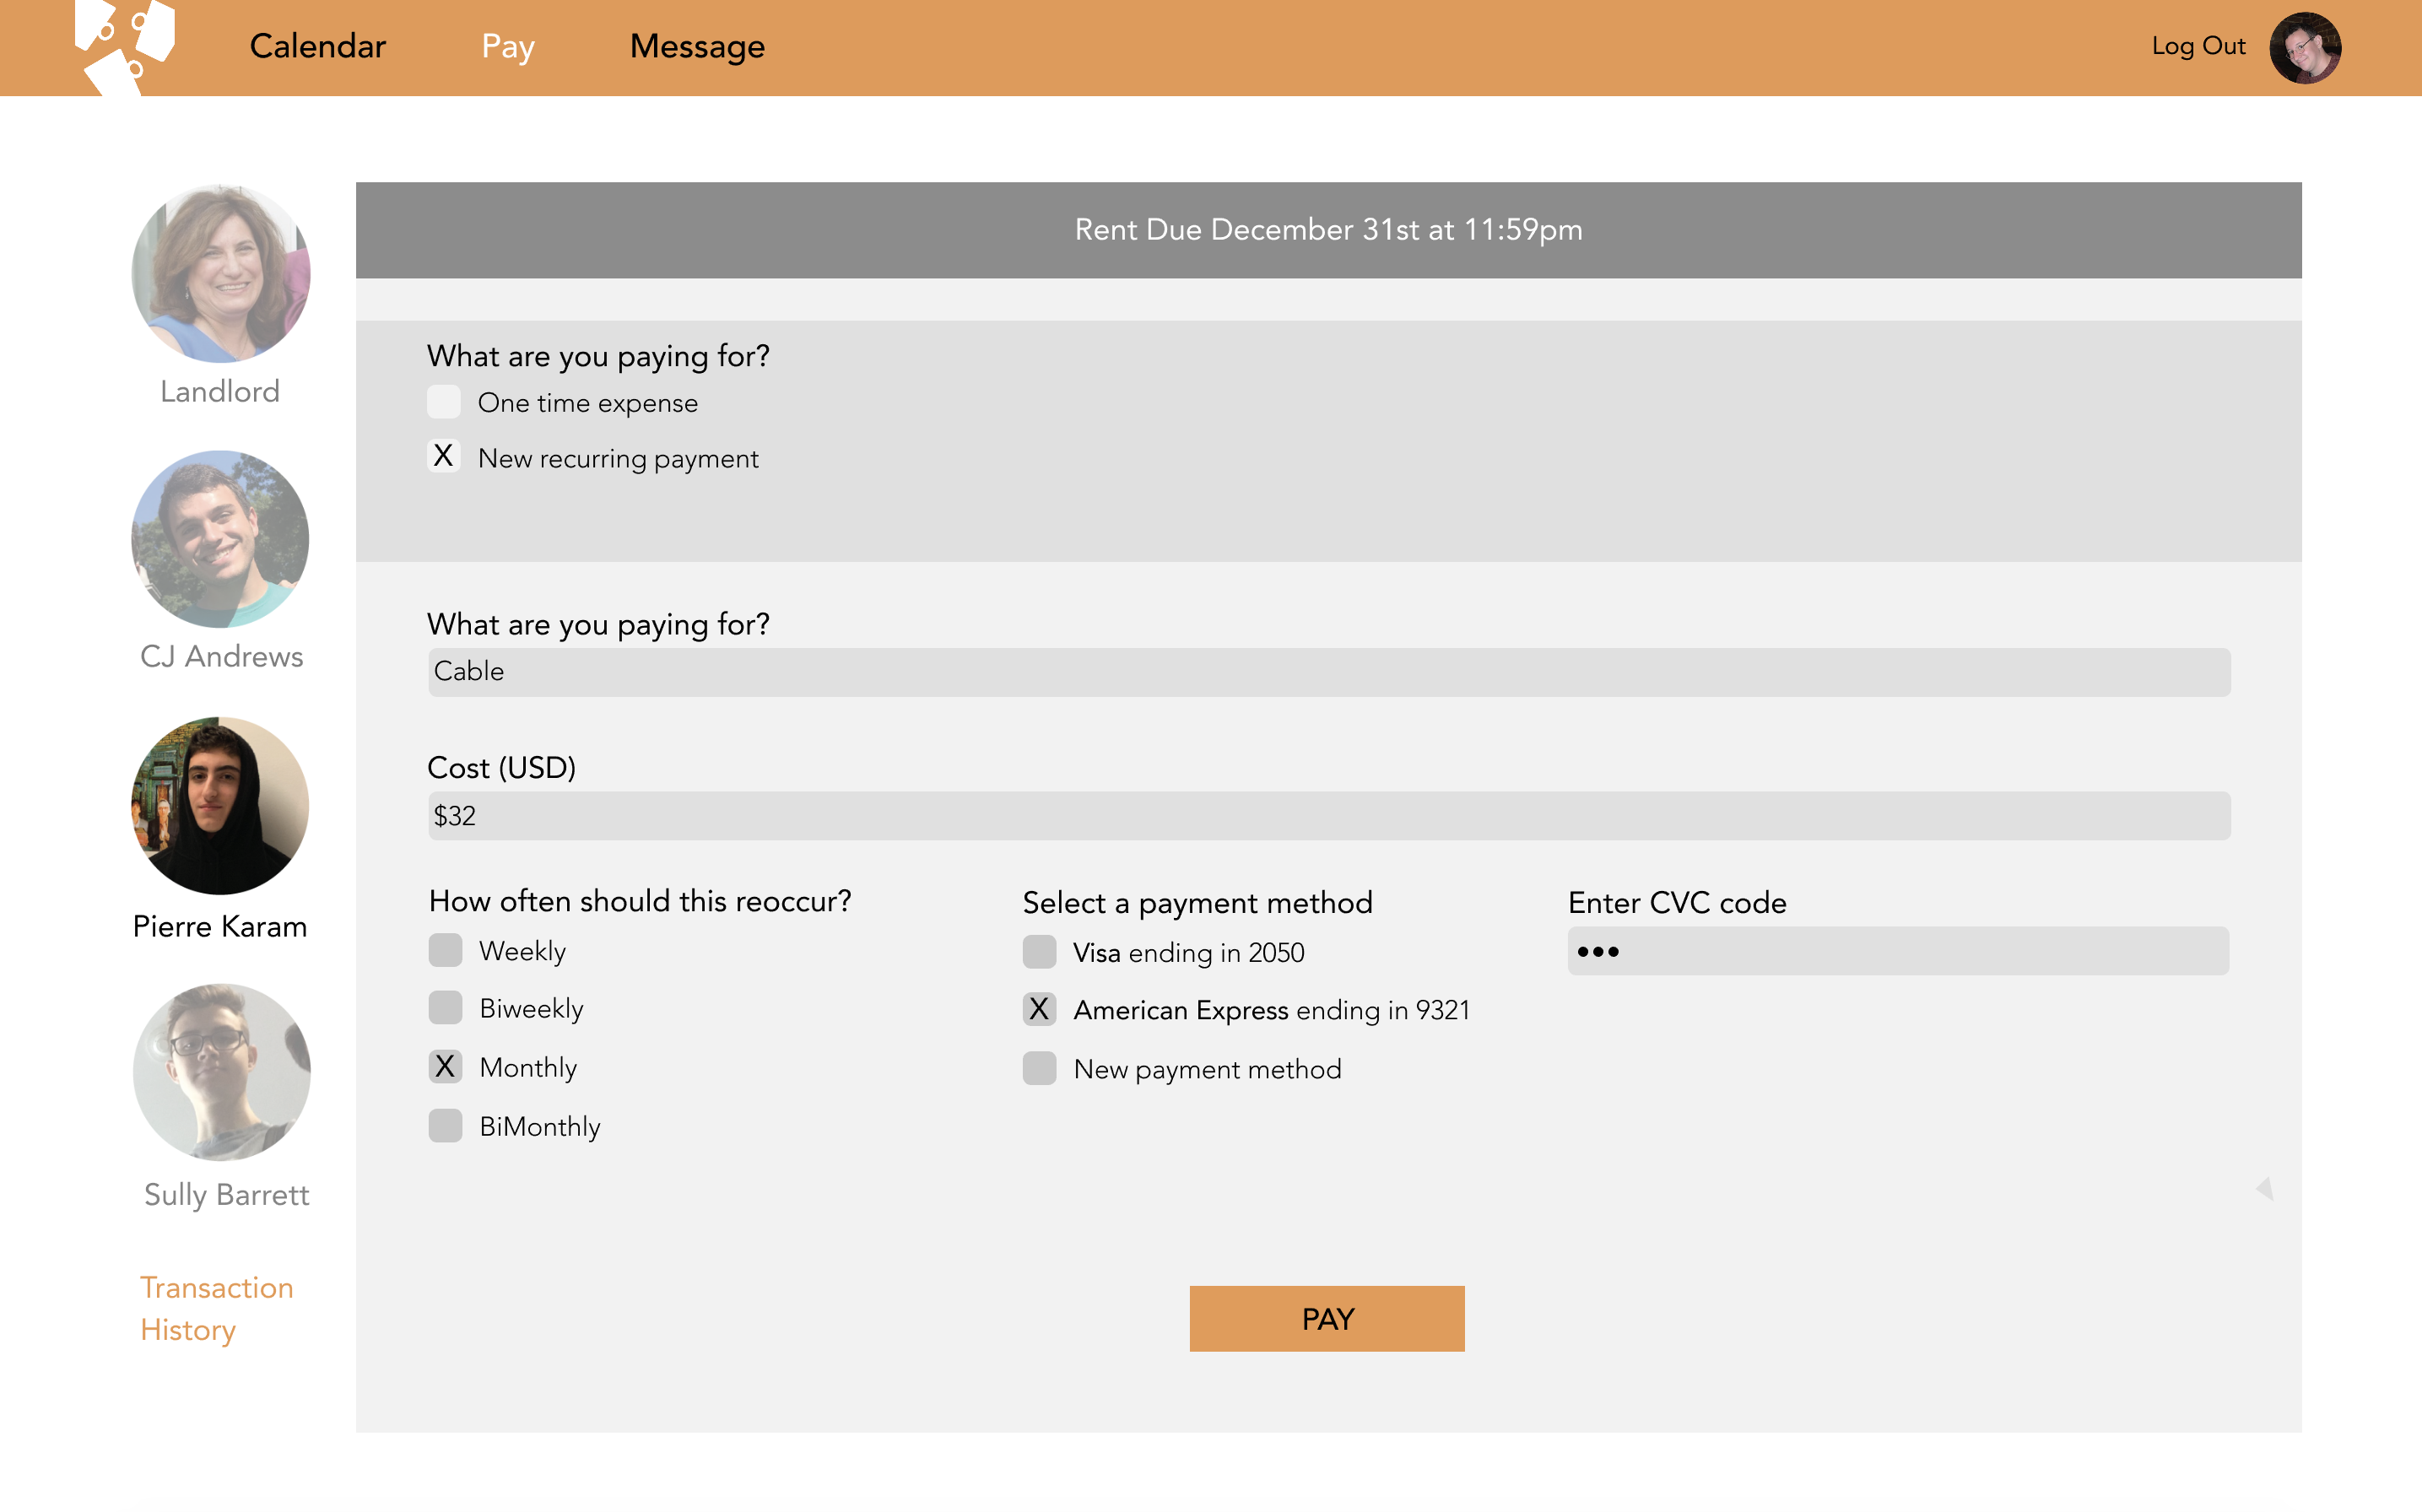 Calendar
Pay
Message
Log Out
Landlord
CJ Andrews
Pierre Karam
Sully Barrett
Transaction
History
Rent Due December 31st at 11:59pm
What are you paying for?
One time expense
X New recurring payment
What are you paying for?
Cable
Cost (USD)
$32
How often should this reoccur?
Weekly
Biweekly
X Monthly
BiMonthly
Select a payment method
Visa ending in 2050
X American Express ending in 9321
New payment method
Enter CVC code
•••
PAY